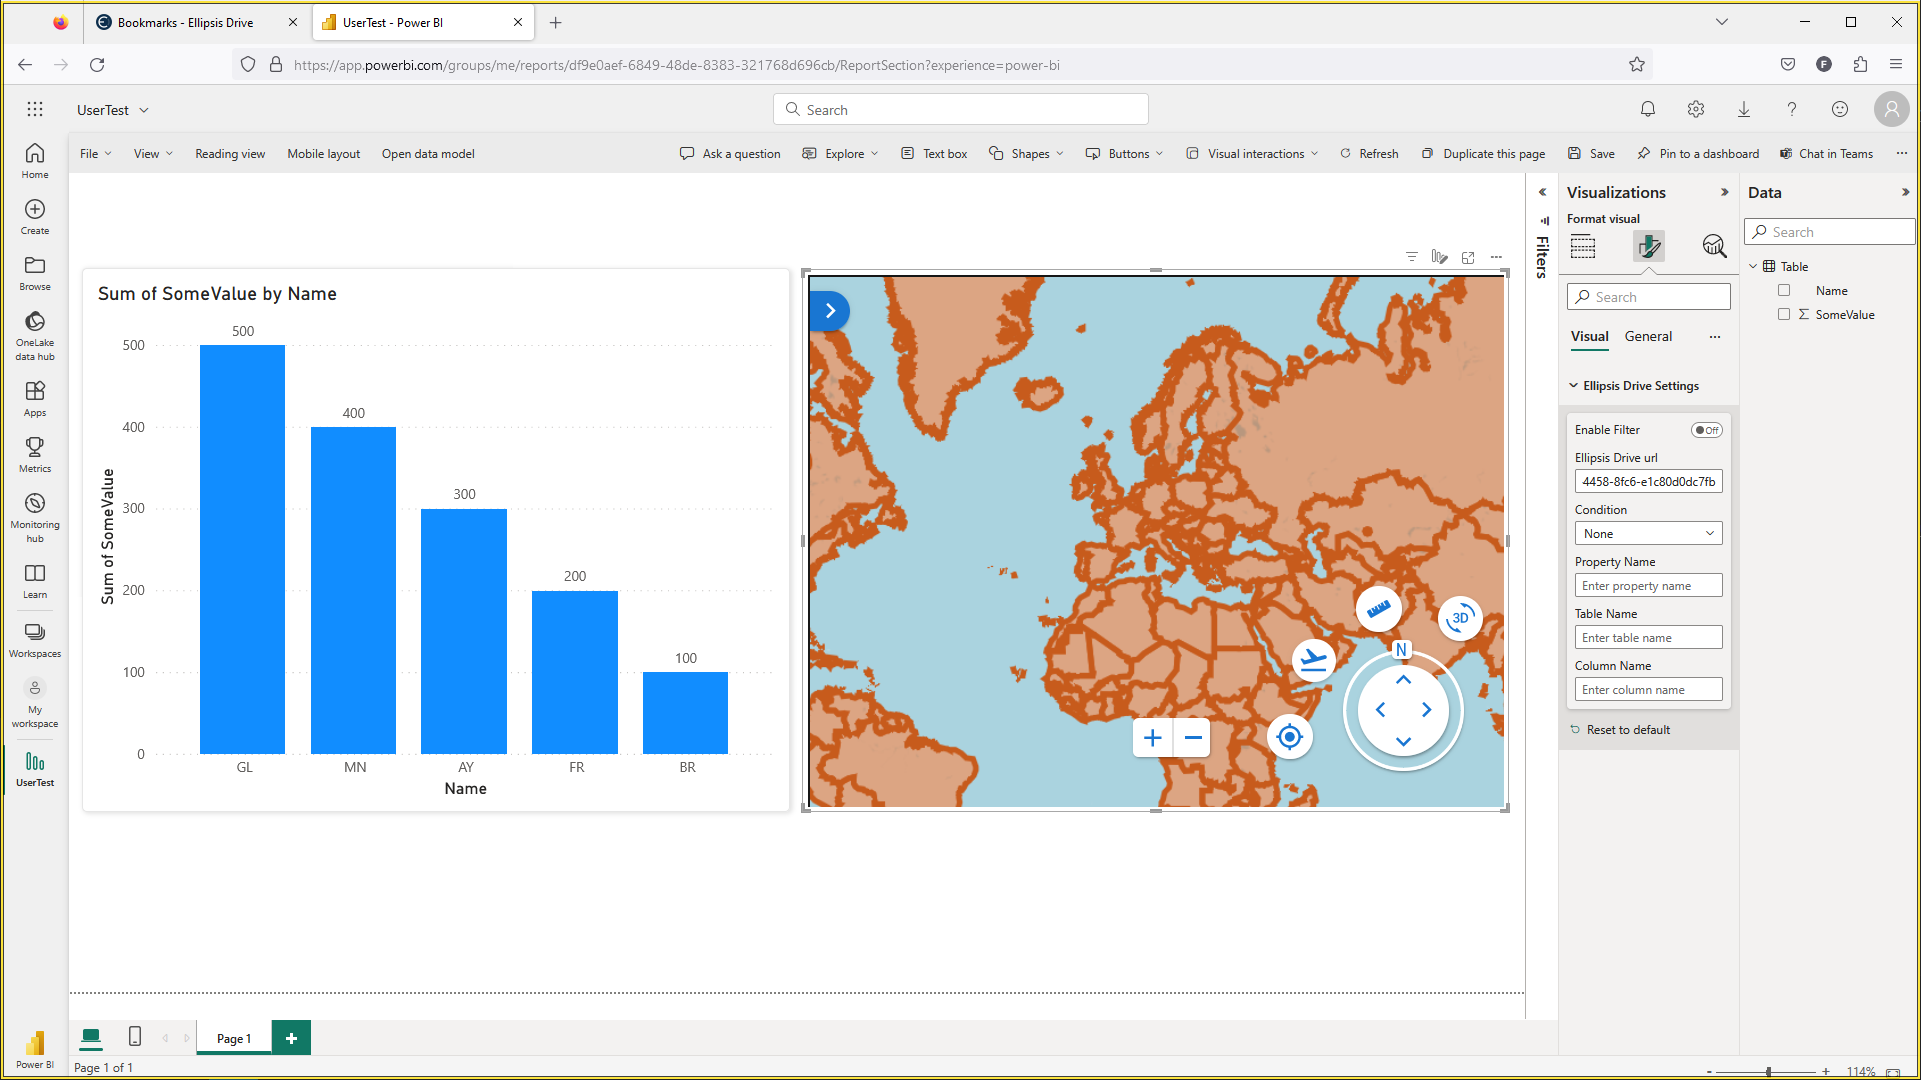 Bookmarks - Ellipsis Drive
UserTest - Power BI
https://app.powerbi.com/groups/me/reports/df9e0aef-6849-48de-8383-321768d696cb/ReportSection?experience=power-bi
F
UserTest
Search
File View Reading view Mobile layout Open data model
Ask a question Explore Shapes Text box Buttons Visual interactions Refresh Duplicate this page Save Pin to a dashboard Chat in Teams
Home
Create
Browse
OneLake
data hub
Apps
Metrics
Monitoring
hub
Learn
Workspaces
My
workspace
UserTest
Power BI
Sum of SomeValue by Name
500
400
300
200
100
500
400
300
200
100
0
Sum of SomeValue
GL MN AY FR BR
Name
3D
N
Filters
Visualizations
Format visual
Search
Visual General
Ellipsis Drive Settings
Enable Filter Off
Ellipsis Drive url
4458-8fc6-e1c80d0dc7fb
Condition
None
Property Name
Enter property name
Table Name
Enter table name
Column Name
Enter column name
Reset to default
Data
Search
Table
Name
Σ SomeValue
Page 1
Page 1 of 1
- + 114%